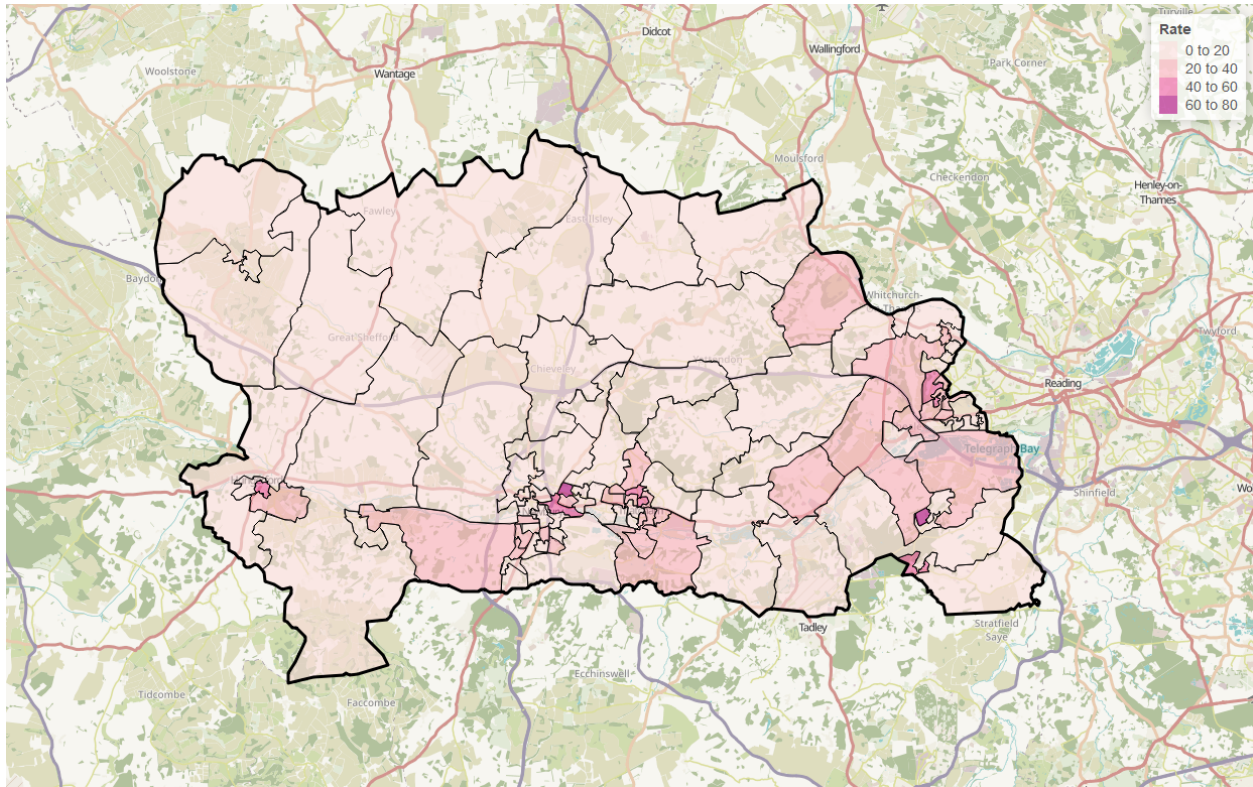 Turville
Didcot
Wallingford
Park Corner
Woolstone
Wantage
Moulsford
Checkendon
Henley-on-
Thames
Fawley
East Ilsley
Whitchurch-
Twyford
Great Shefford
Chieveley
Reading
Telegraph
Bay
Shinfield
Stratfield
Saye
Tadley
Ecchinswell
Tidcombe
Faccombe
Rate
0 to 20
20 to 40
40 to 60
60 to 80